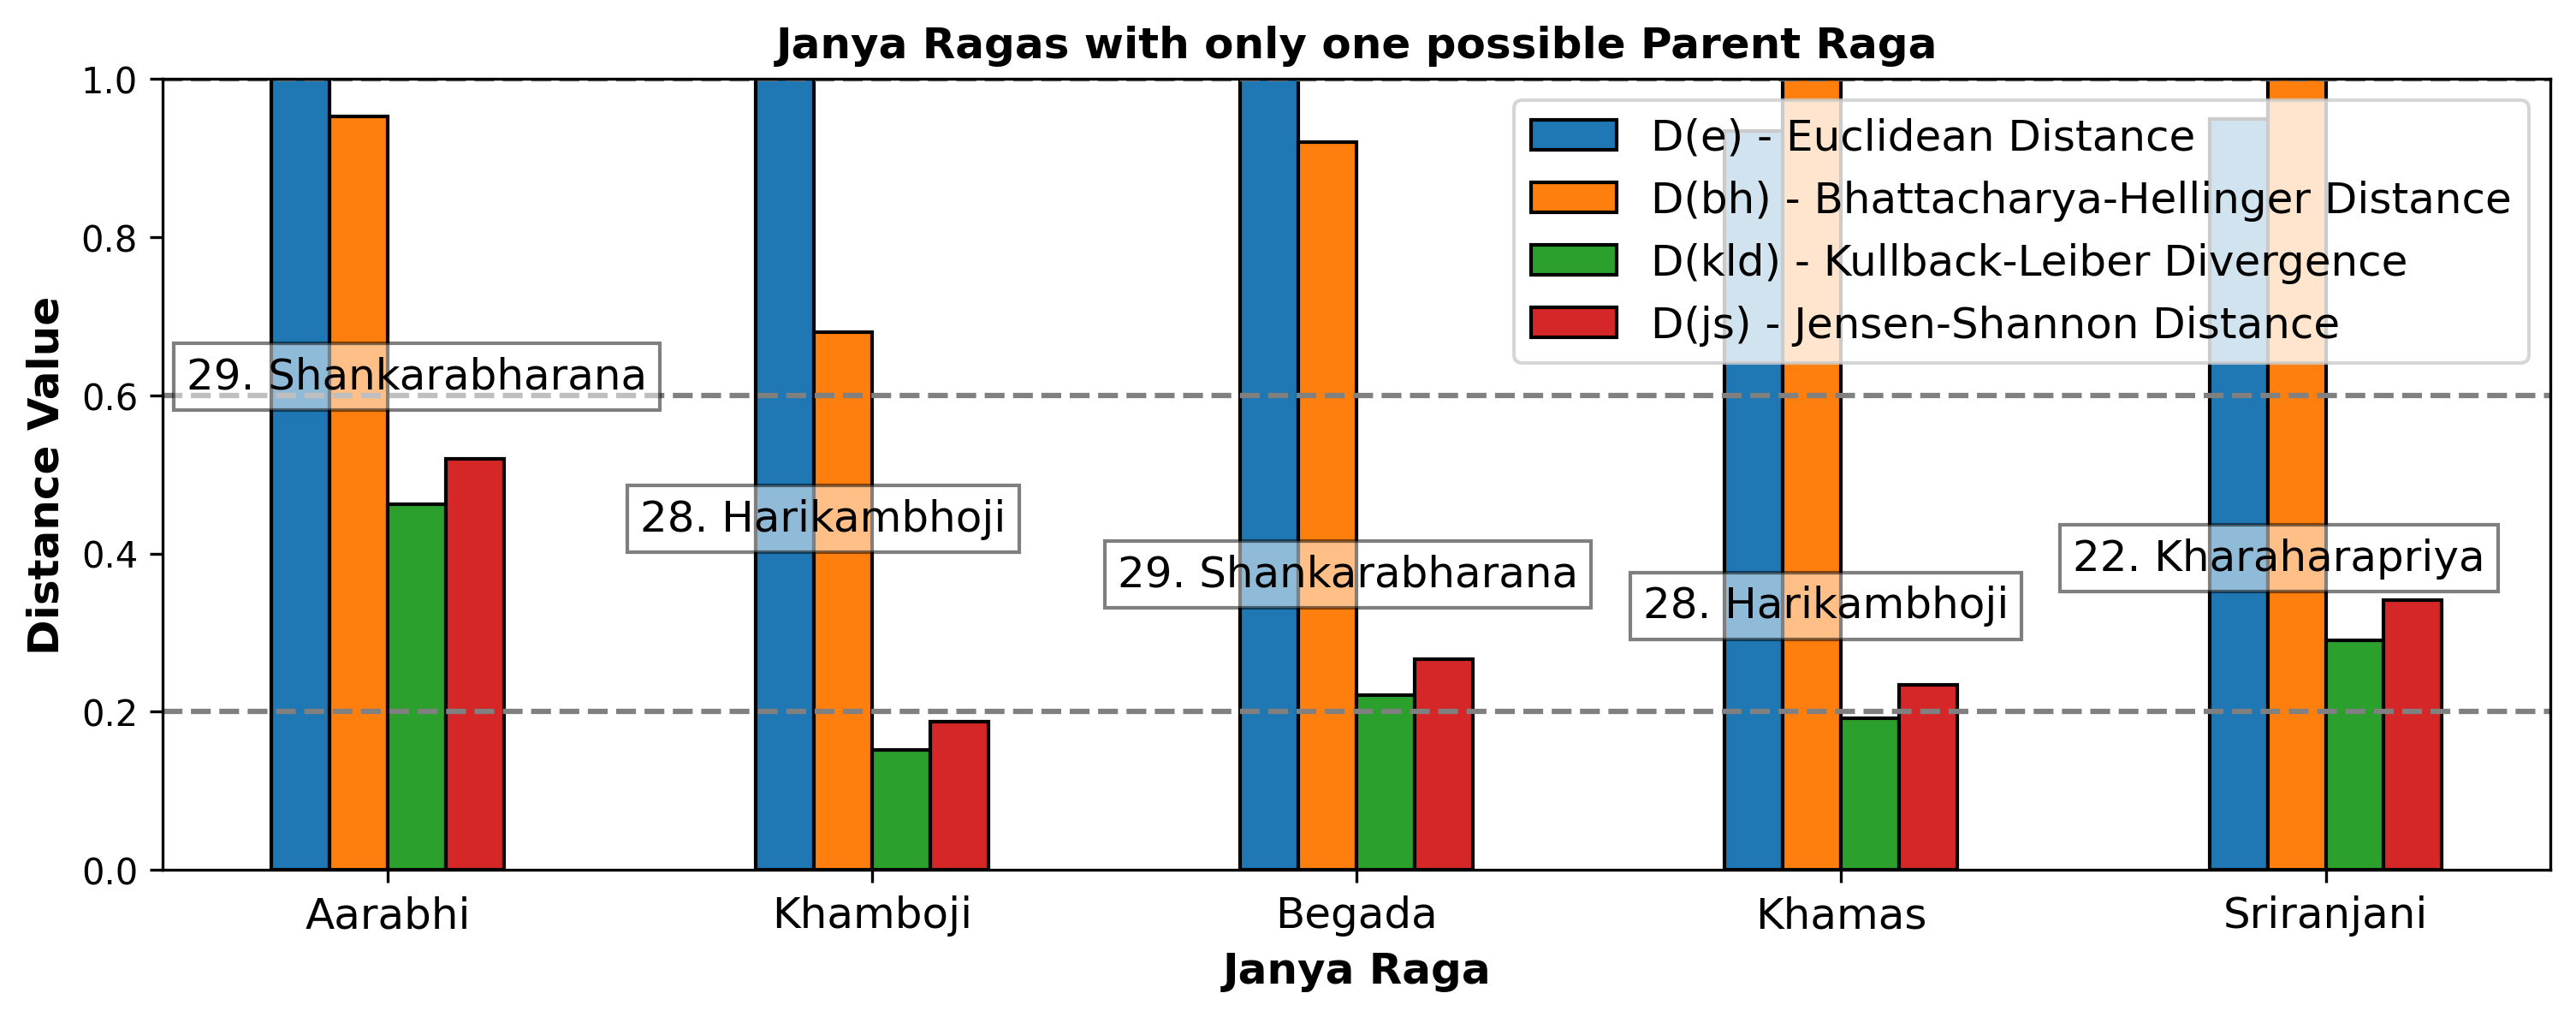 Janya Ragas with only one possible Parent Raga
Distance Value
1.0
0.8
0.6
0.4
0.2
0.0
D(e) - Euclidean Distance
D(bh) - Bhattacharya-Hellinger Distance
D(kld) - Kullback-Leiber Divergence
D(js) - Jensen-Shannon Distance
29. Shankarabharana
28. Harikambhoji
29. Shankarabharana
28. Harikambhoji
22. Kharaharapriya
Aarabhi
Khamboji
Begada
Khamas
Sriranjani
Janya Raga